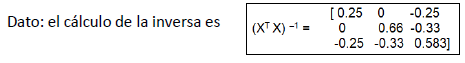 Dato: el cálculo de la inversa es
[ 0.25 0 -0.25
(Xᵀ X) ⁻¹ = 0 0.66 -0.33
-0.25 -0.33 0.583]